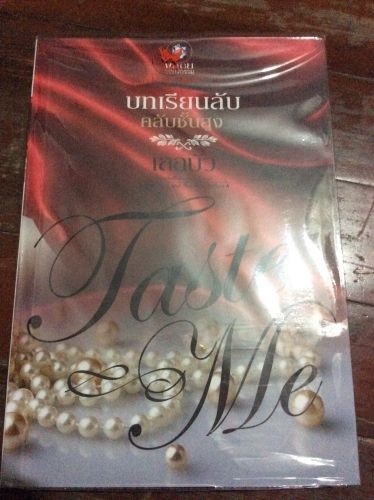 บทเรียนลับ
คลับชั้นสูง
เลอบัว
Taste
Me